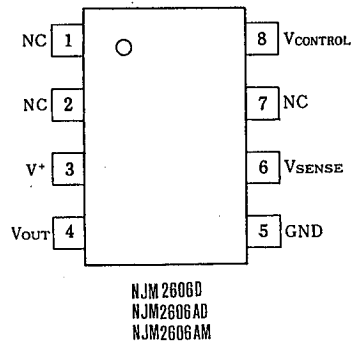 NC 1 8 VCONTROL
NC 2 7 NC
V+ 3 6 VSENSE
VOUT 4 5 GND
NJM2606D
NJM2606AD
NJM2606AM